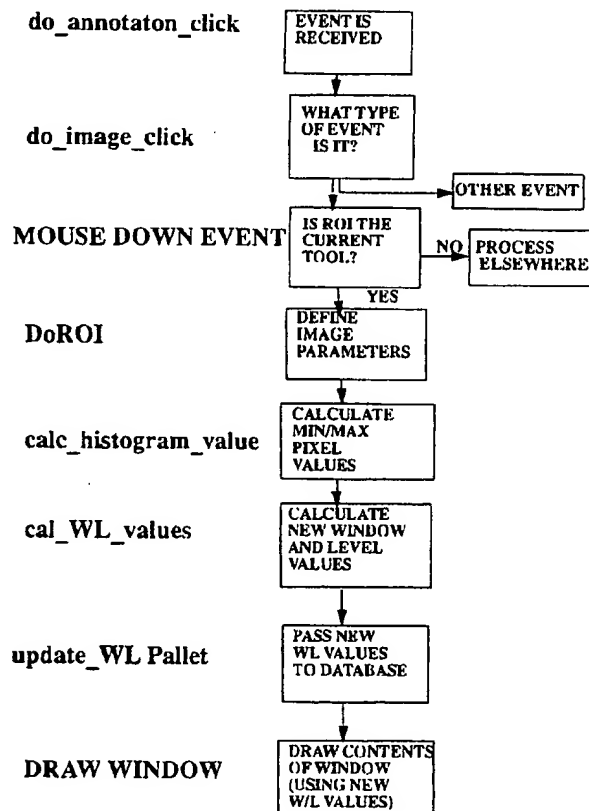 do_annotaton_click
EVENT IS
RECEIVED
do_image_click
WHAT TYPE
OF EVENT
IS IT?
OTHER EVENT
MOUSE DOWN EVENT
IS ROI THE
CURRENT
TOOL?
NO
PROCESS
ELSEWHERE
YES
DoROI
DEFINE
IMAGE
PARAMETERS
calc_histogram_value
CALCULATE
MIN/MAX
PIXEL
VALUES
cal_WL_values
CALCULATE
NEW WINDOW
AND LEVEL
VALUES
update_WL Pallet
PASS NEW
WL VALUES
TO DATABASE
DRAW WINDOW
DRAW CONTENTS
OF WINDOW
(USING NEW
W/L VALUES)